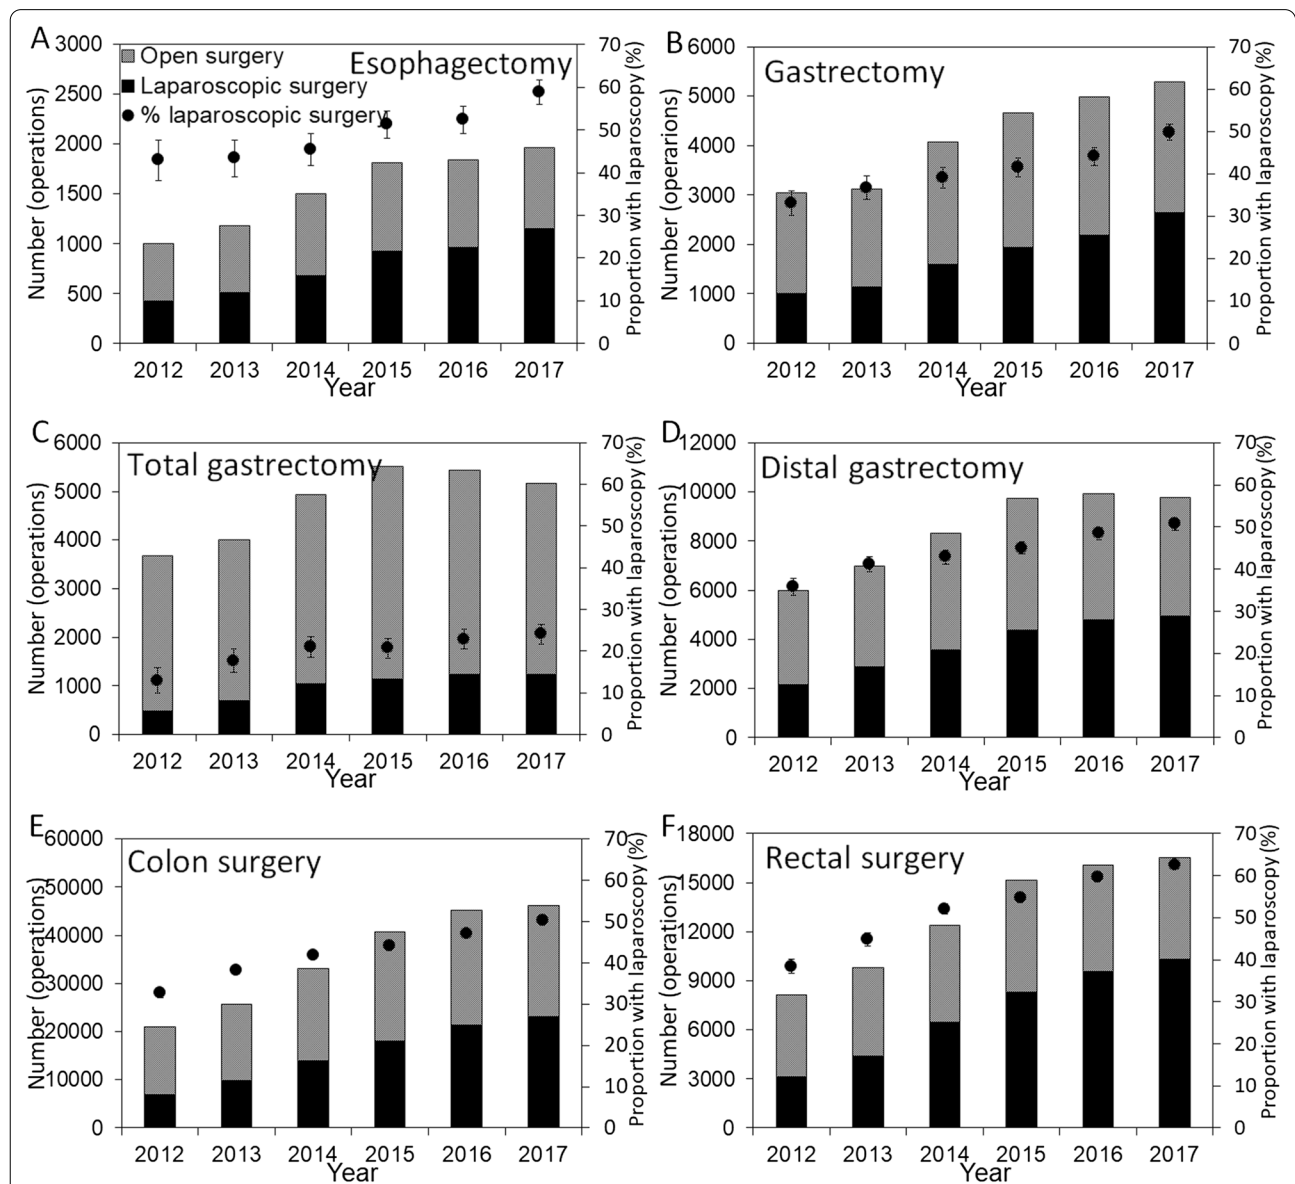 A
3000
2500
2000
1500
1000
500
0
Number (operations)
Open surgery
Laparoscopic surgery
% laparoscopic surgery
Esophagectomy
70
60
50
40
30
20
10
0
Proportion with laparoscopy (%)
2012 2013 2014 2015 2016 2017
Year
B
6000
5000
4000
3000
2000
1000
0
Number (operarions)
Gastrectomy
70
60
50
40
30
20
10
0
Proportion with laparoscopy (%)
2012 2013 2014 2015 2016 2017
Year
C
6000
5000
4000
3000
2000
1000
0
Number (operations)
Total gastrectomy
70
60
50
40
30
20
10
0
Proportion with laparoscopy (%)
2012 2013 2014 2015 2016 2017
Year
D
12000
10000
8000
6000
4000
2000
0
Number (operations)
Distal gastrectomy
70
60
50
40
30
20
10
0
Proportion with laparoscopy (%)
2012 2013 2014 2015 2016 2017
Year
E
60000
50000
40000
30000
20000
10000
0
Number (operations)
Colon surgery
70
60
50
40
30
20
10
0
Proportion with laparoscopy (%)
2012 2013 2014 2015 2016 2017
Year
F
18000
15000
12000
9000
6000
3000
0
Number (operations)
Rectal surgery
70
60
50
40
30
20
10
0
Proportion with laparoscopy (%)
2012 2013 2014 2015 2016 2017
Year